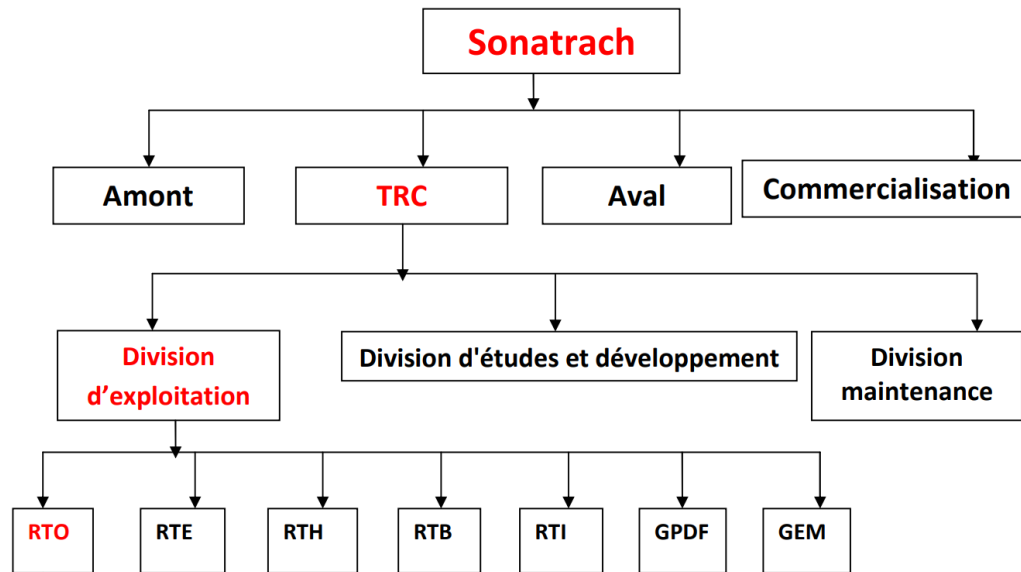 Sonatrach
Amont
TRC
Aval
Commercialisation
Division
d’exploitation
Division d'études et développement
Division
maintenance
RTO
RTE
RTH
RTB
RTI
GPDF
GEM